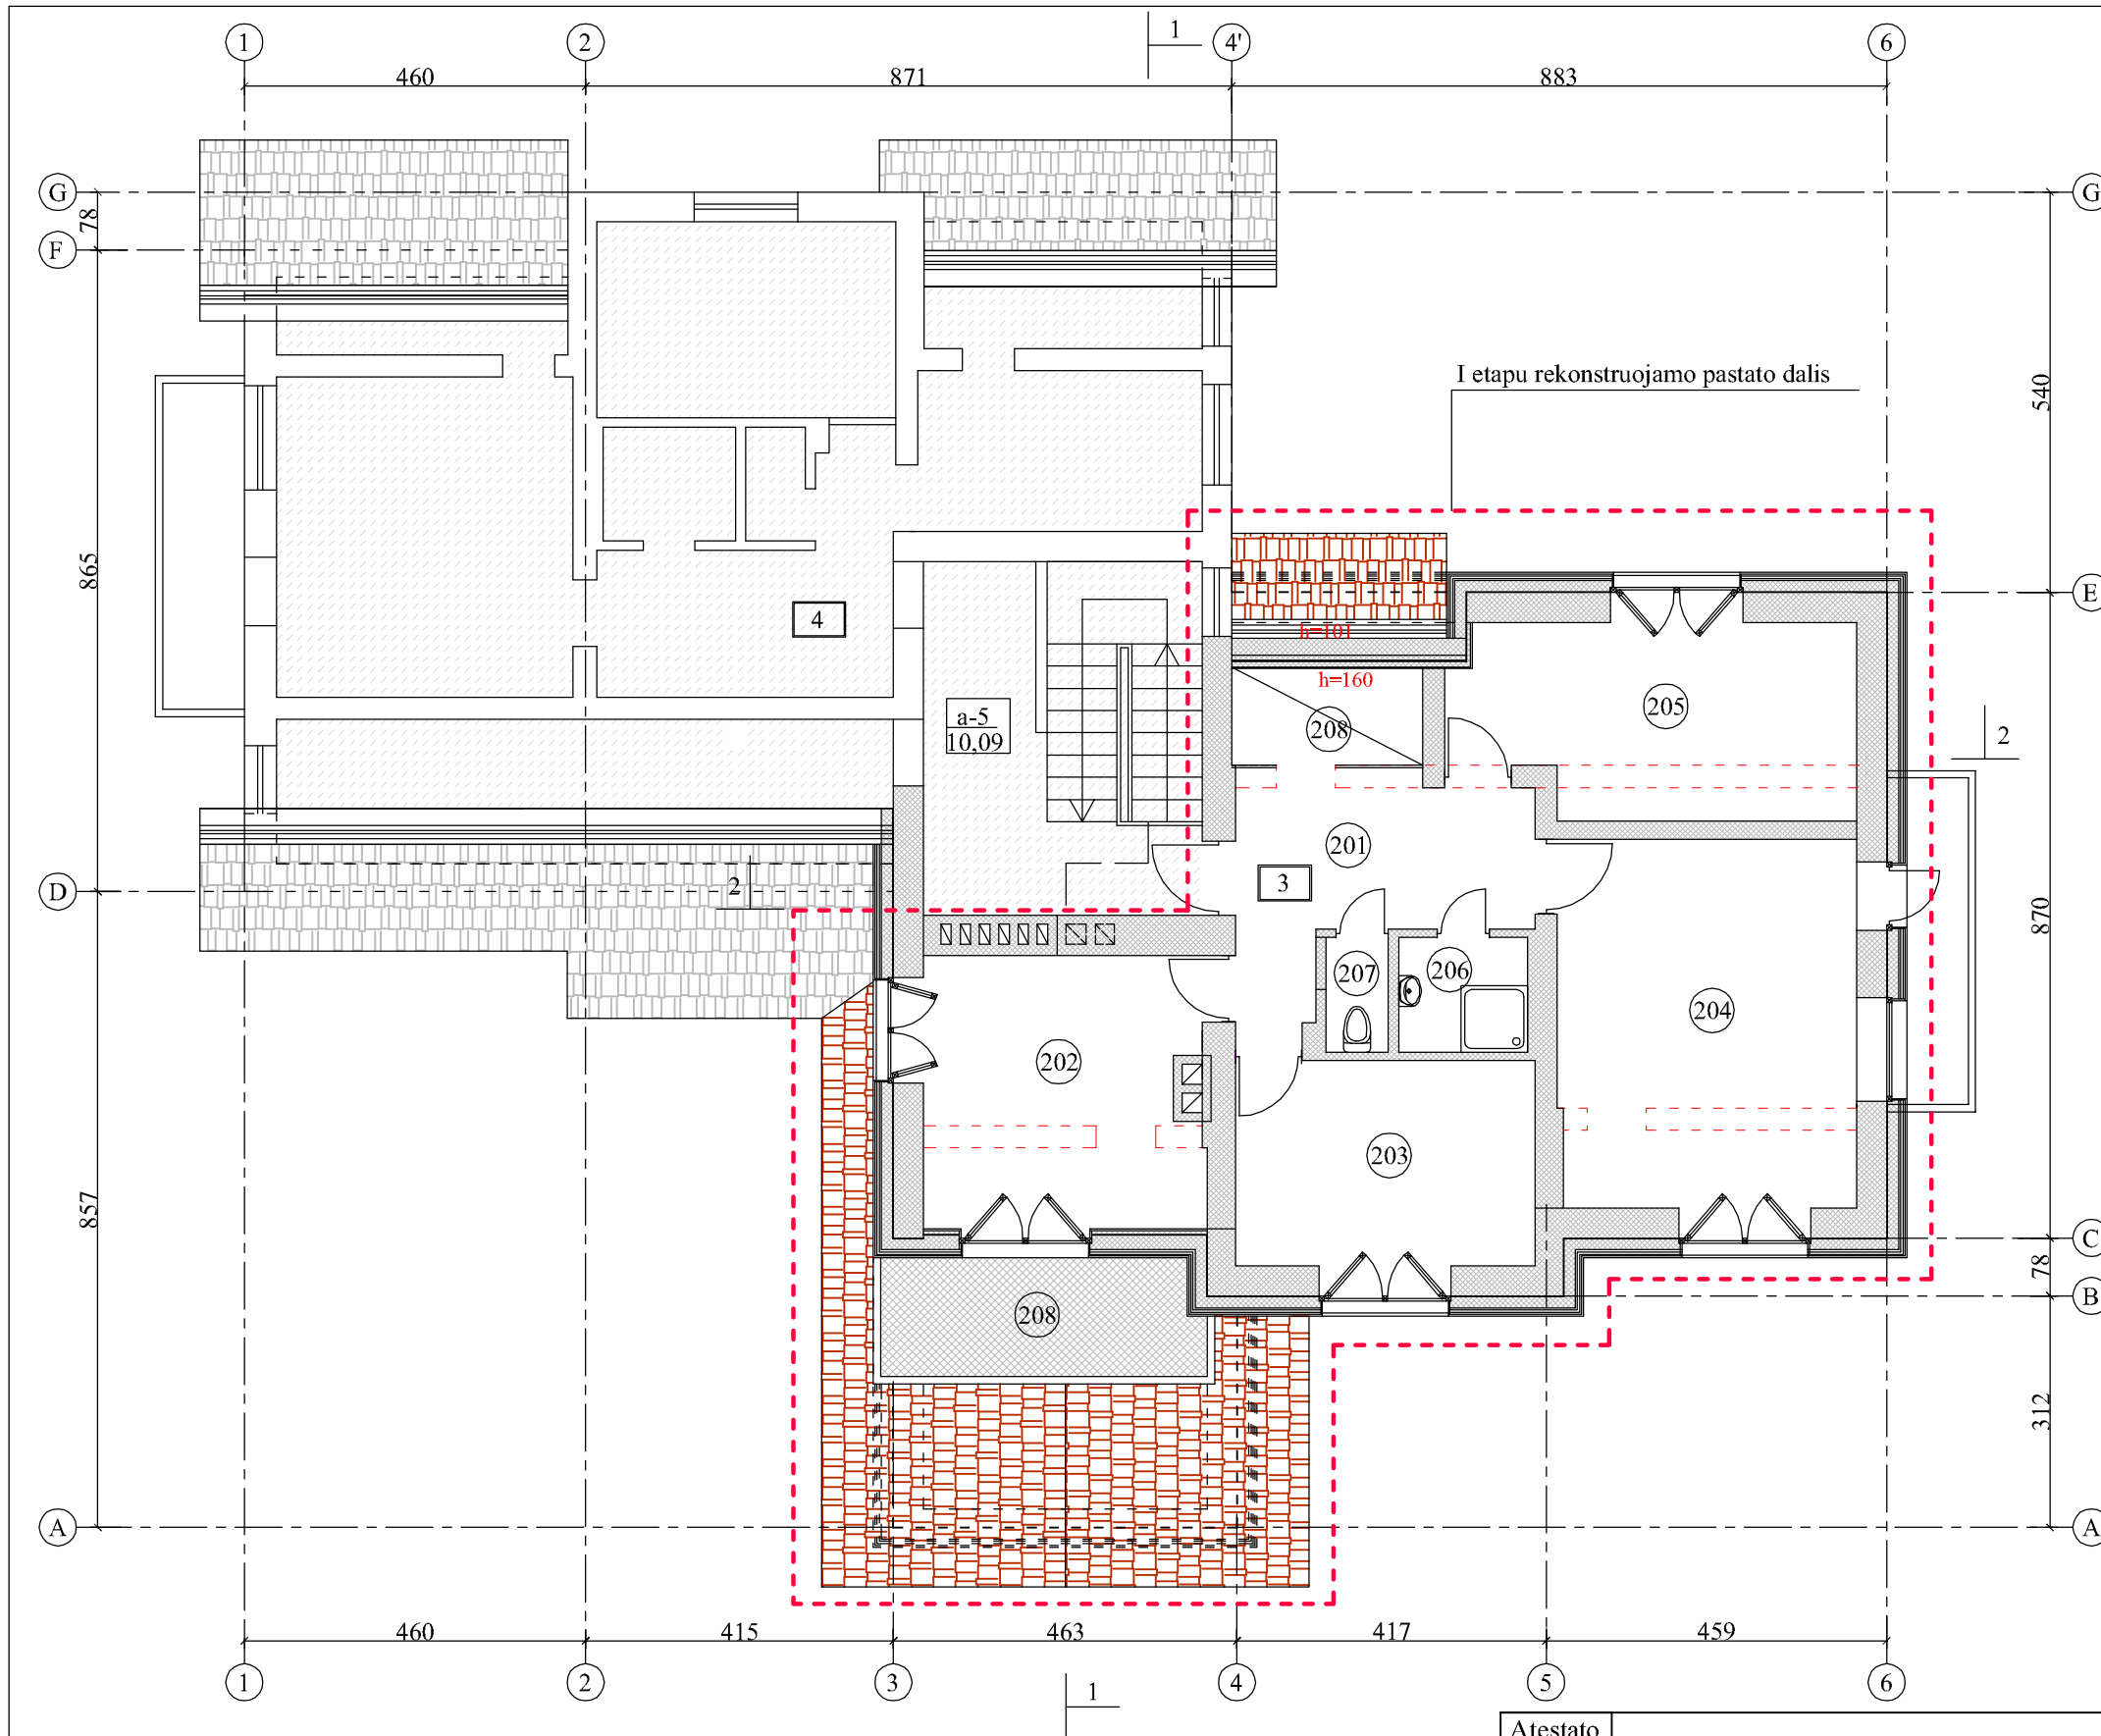 1
2
1
4'
6
460
871
883
G
G
78
F
I etapu rekonstruojamo pastato dalis
540
865
E
4
h=101
h=160
205
208
a-5
10,09
2
201
3
2
D
870
207
206
204
202
203
857
C
78
208
B
312
A
A
460
415
463
417
459
1
2
3
4
5
6
1
Atestato